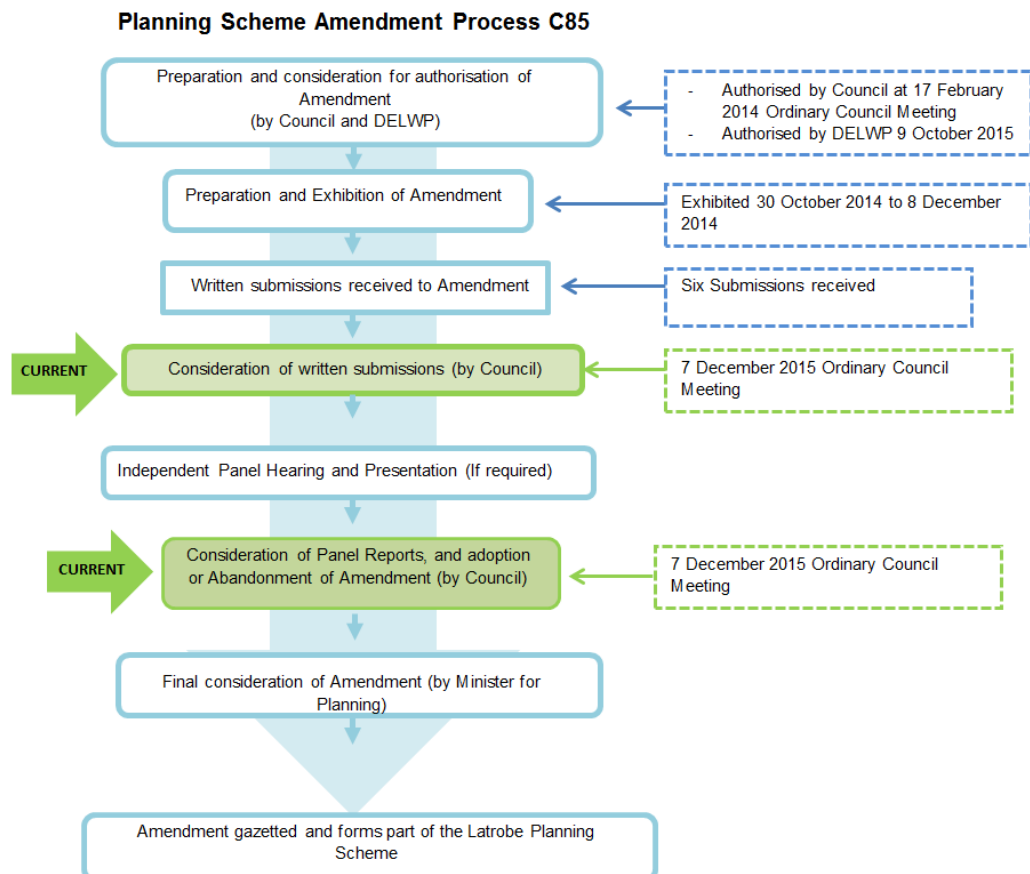 Planning Scheme Amendment Process C85
Preparation and consideration for authorisation of
Amendment
(by Council and DELWP)
- Authorised by Council at 17 February
2014 Ordinary Council Meeting
- Authorised by DELWP 9 October 2015
Preparation and Exhibition of Amendment
Exhibited 30 October 2014 to 8 December
2014
Written submissions received to Amendment
Six Submissions received
CURRENT
Consideration of written submissions (by Council)
7 December 2015 Ordinary Council
Meeting
Independent Panel Hearing and Presentation (If required)
CURRENT
Consideration of Panel Reports, and adoption
or Abandonment of Amendment (by Council)
7 December 2015 Ordinary Council
Meeting
Final consideration of Amendment (by Minister for
Planning)
Amendment gazetted and forms part of the Latrobe Planning
Scheme